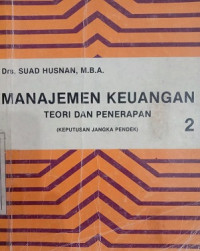 Drs. SUAD HUSNAN, M.B.A.
MANAJEMEN KEUANGAN
TEORI DAN PENERAPAN
(KEPUTUSAN JANGKA PENDEK)
2